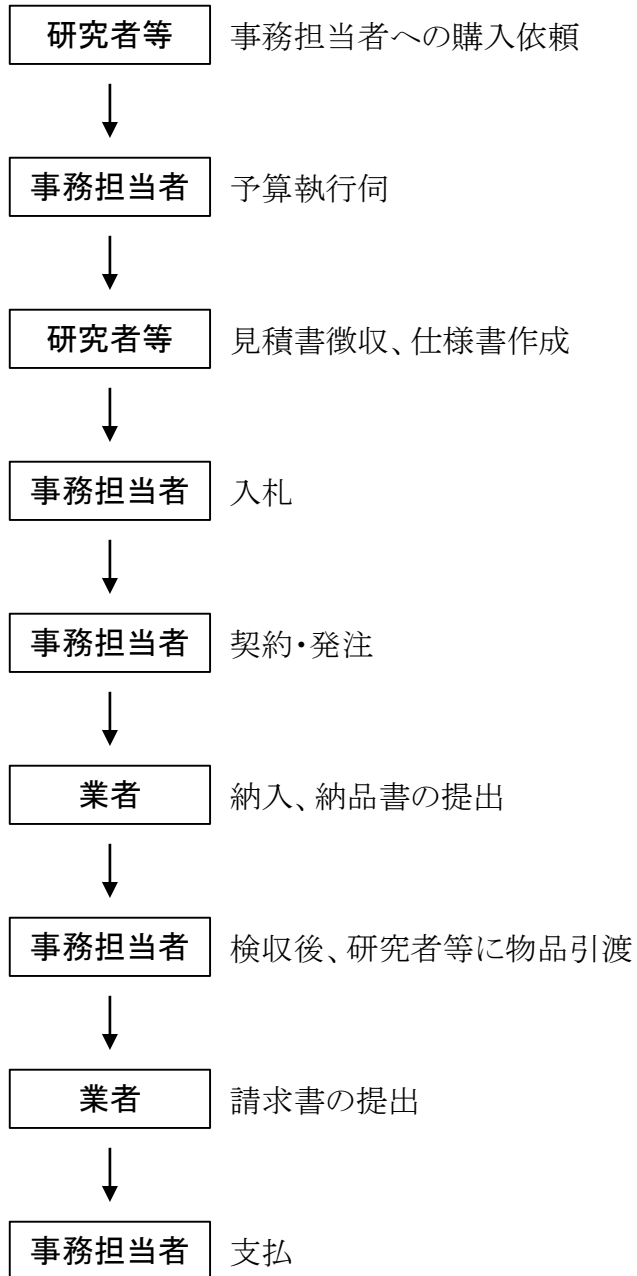 研究者等 事務担当者への購入依頼
事務担当者 予算執行伺
研究者等 見積書徴収、仕様書作成
事務担当者 入札
事務担当者 契約・発注
業者 納入、納品書の提出
事務担当者 検収後、研究者等に物品引渡
業者 請求書の提出
事務担当者 支払